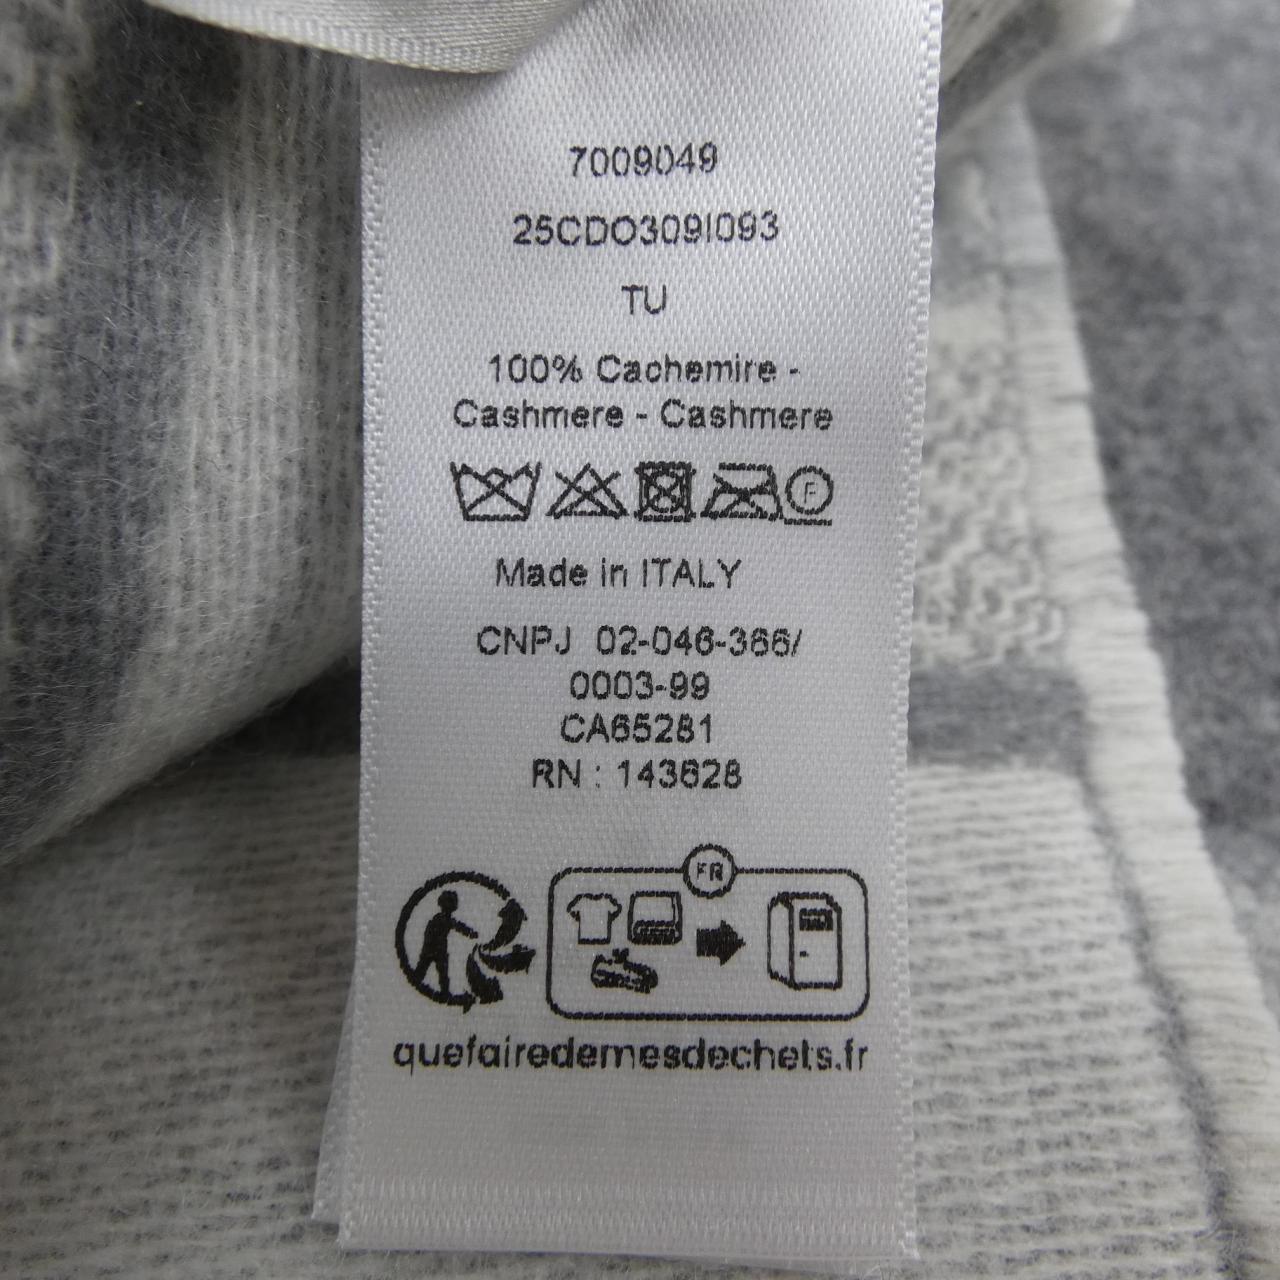 7009049
25CDO309I093
TU
100% Cachemire -
Cashmere - Cashmere
F
Made in ITALY
CNPJ 02-046-366/
0003-99
CA65281
RN : 143628
FR
quefairedemesdechets.fr